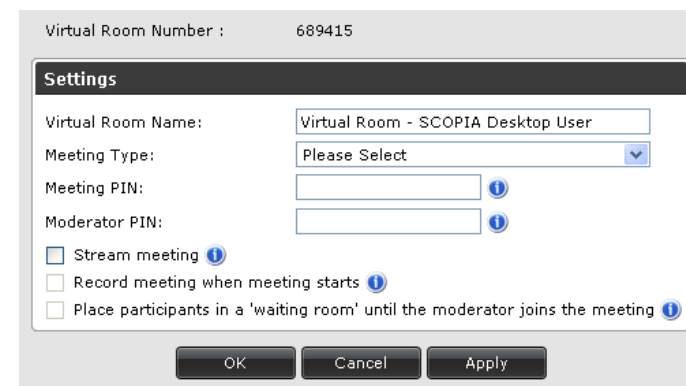 Virtual Room Number : 689415
Settings
Virtual Room Name: Virtual Room - SCOPIA Desktop User
Meeting Type: Please Select
Meeting PIN:
Moderator PIN:
Stream meeting
Record meeting when meeting starts
Place participants in a 'waiting room' until the moderator joins the meeting
OK Cancel Apply